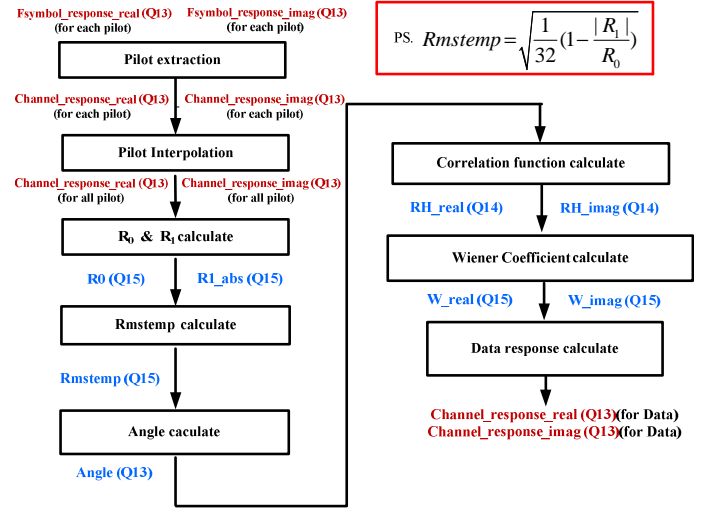 Fsymbol_response_real (Q13) Fsymbol_response_imag (Q13)
(for each pilot) (for each pilot)
Pilot extraction
Channel_response_real (Q13) Channel_response_imag (Q13)
(for each pilot) (for each pilot)
Pilot Interpolation
Channel_response_real (Q13) Channel_response_imag (Q13)
(for all pilot) (for all pilot)
R₀ & R₁ calculate
R0 (Q15) R1_abs (Q15)
Rmstemp calculate
Rmstemp (Q15)
Angle caculate
Angle (Q13)
PS. Rmstemp = √(1/32 (1 - |R₁|/R₀))
Correlation function calculate
RH_real (Q14) RH_imag (Q14)
Wiener Coefficient calculate
W_real (Q15) W_imag (Q15)
Data response calculate
Channel_response_real (Q13)(for Data)
Channel_response_imag (Q13)(for Data)